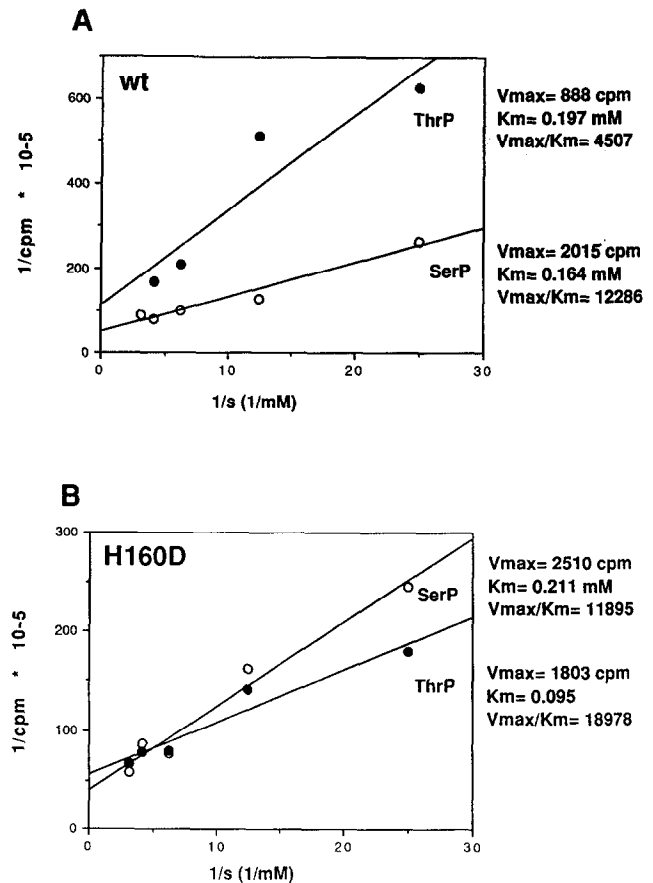 A
wt
600
400
200
0
1/cpm * 10-5
0 10 20 30
1/s (1/mM)
ThrP
SerP
Vmax= 888 cpm
Km= 0.197 mM
Vmax/Km= 4507
Vmax= 2015 cpm
Km= 0.164 mM
Vmax/Km= 12286
B
H160D
300
200
100
0
1/cpm * 10-5
0 10 20 30
1/s (1/mM)
SerP
ThrP
Vmax= 2510 cpm
Km= 0.211 mM
Vmax/Km= 11895
Vmax= 1803 cpm
Km= 0.095
Vmax/Km= 18978